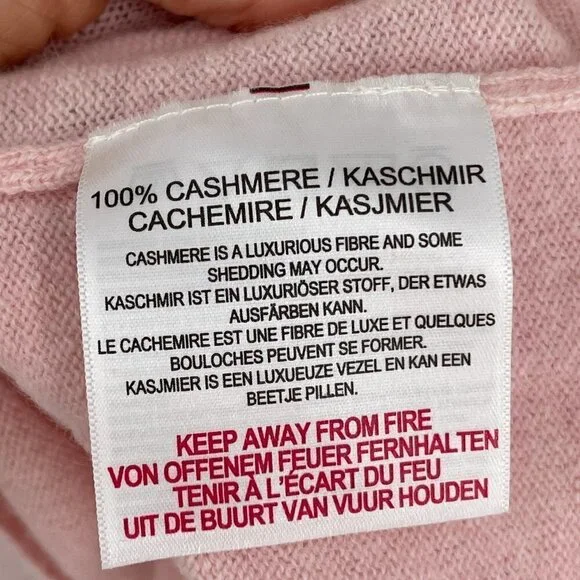 100% CASHMERE / KASCHMIR
CACHEMIRE / KASJMIER
CASHMERE IS A LUXURIOUS FIBRE AND SOME
SHEDDING MAY OCCUR.
KASCHMIR IST EIN LUXURIÖSER STOFF, DER ETWAS
AUSFÄRBEN KANN.
LE CACHEMIRE EST UNE FIBRE DE LUXE ET QUELQUES
BOULOCHES PEUVENT SE FORMER.
KASJMIER IS EEN LUXUEUZE VEZEL EN KAN EEN
BEETJE PILLEN.
KEEP AWAY FROM FIRE
VON OFFENEM FEUER FERNHALTEN
TENIR À L'ÉCART DU FEU
UIT DE BUURT VAN VUUR HOUDEN